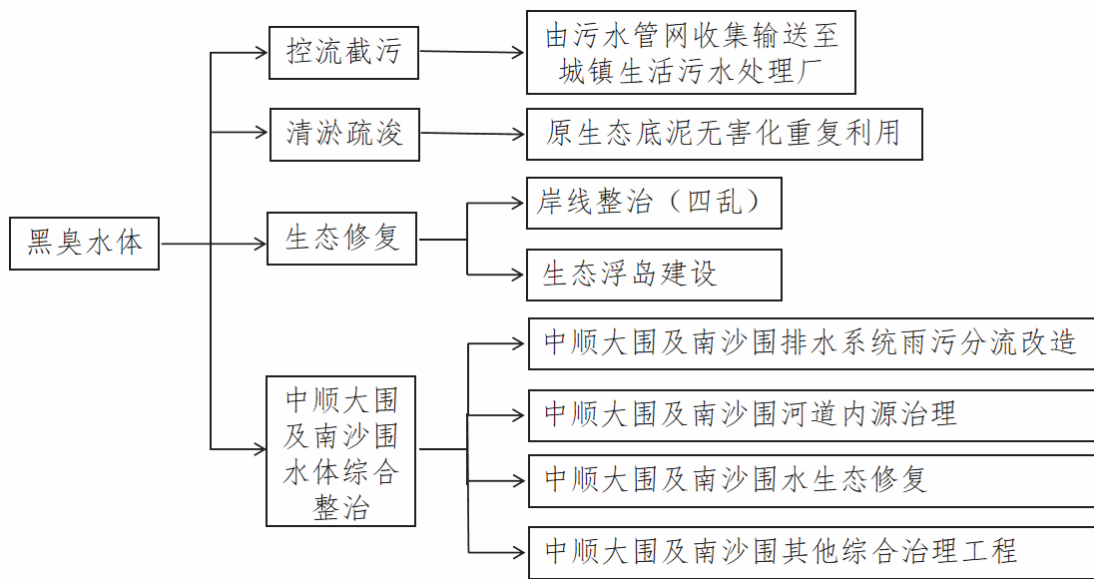 黑臭水体
控流截污
由污水管网收集输送至
城镇生活污水处理厂
清淤疏浚
原生态底泥无害化重复利用
生态修复
岸线整治（四乱）
生态浮岛建设
中顺大围
及南沙围
水体综合
整治
中顺大围及南沙围排水系统雨污分流改造
中顺大围及南沙围河道内源治理
中顺大围及南沙围水生态修复
中顺大围及南沙围其他综合治理工程